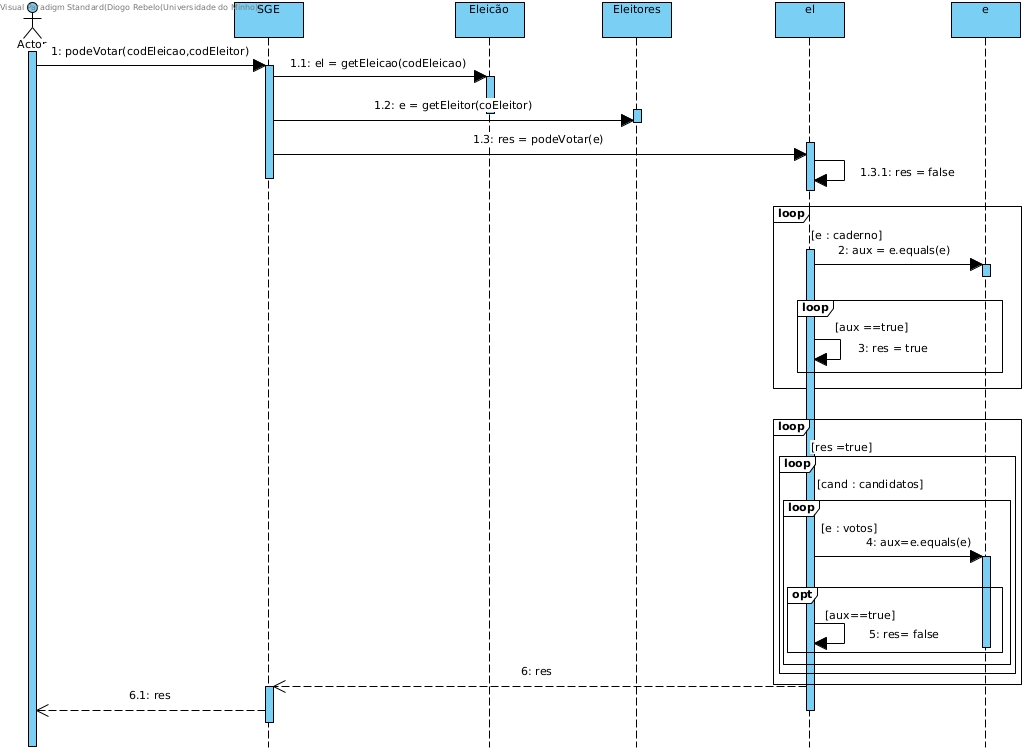 Visual Paradigm Standard(Diogo Rebelo(Universidade do Minho))
SGE
Eleicão
Eleitores
el
e
Actor
1: podeVotar(codEleicao,codEleitor)
1.1: el = getEleicao(codEleicao)
1.2: e = getEleitor(coEleitor)
1.3: res = podeVotar(e)
1.3.1: res = false
loop
[e : caderno]
2: aux = e.equals(e)
loop
[aux ==true]
3: res = true
loop
[res =true]
loop
[cand : candidatos]
loop
[e : votos]
4: aux=e.equals(e)
opt
[aux==true]
5: res= false
6: res
6.1: res